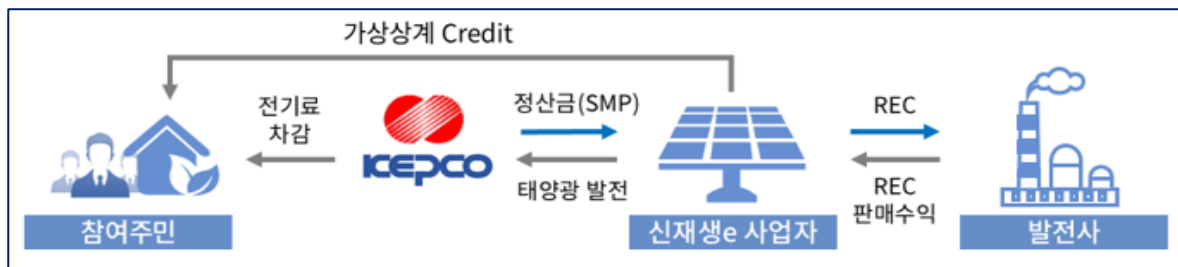 가상상계 Credit
전기료
차감
KEPCO
정산금(SMP)
태양광 발전
REC
REC
판매수익
참여주민
신재생e 사업자
발전사